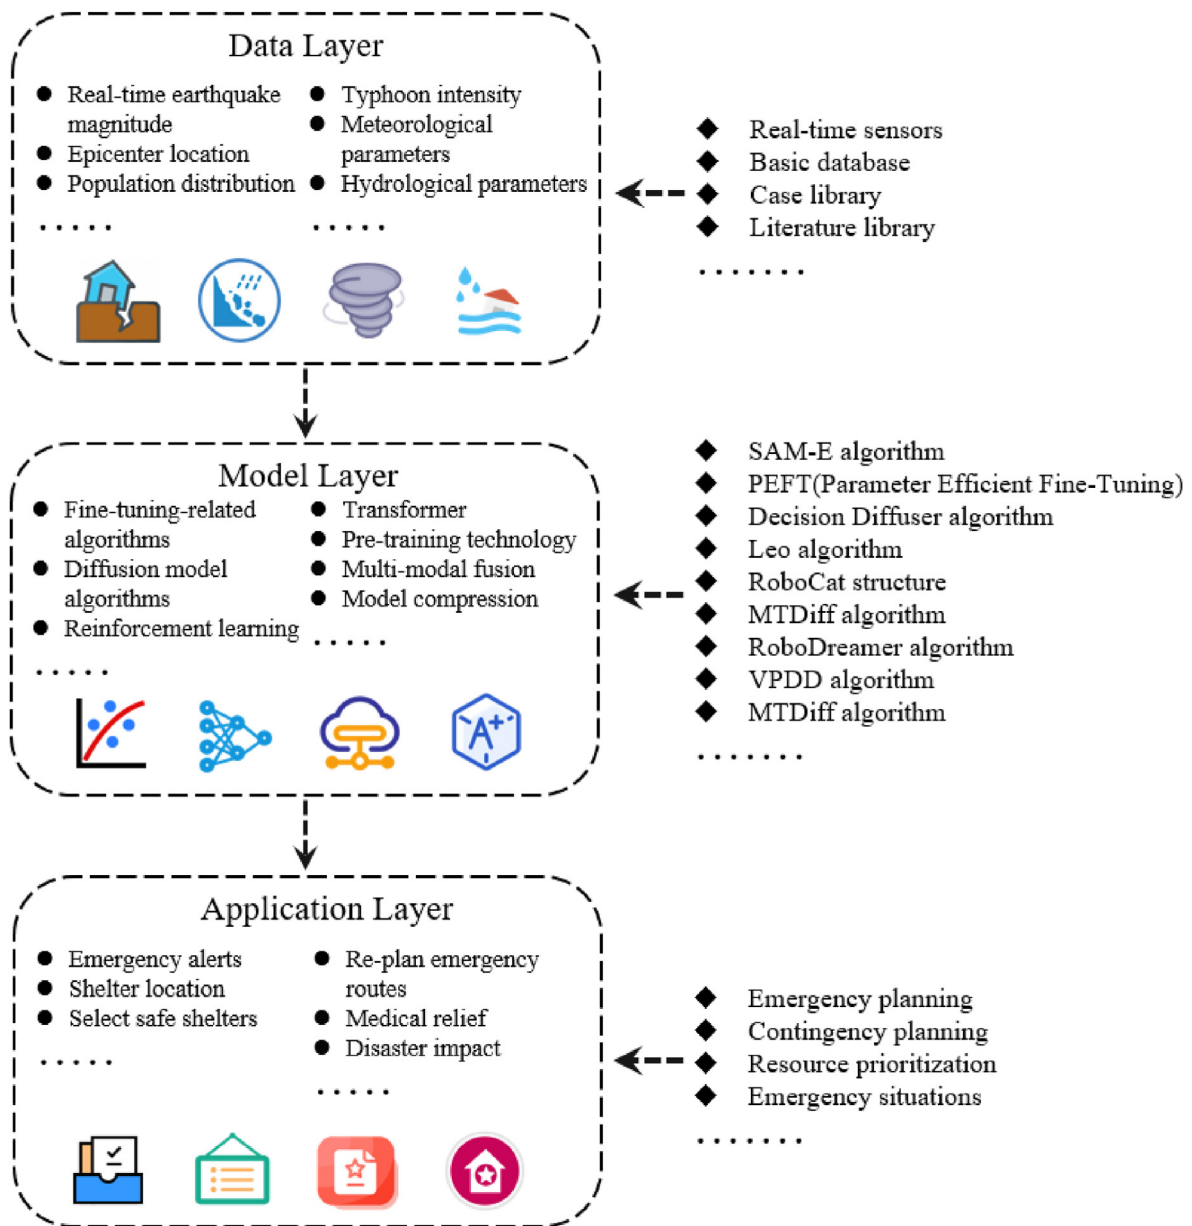 Data Layer
● Real-time earthquake
magnitude
● Epicenter location
● Population distribution
. . . . .
● Typhoon intensity
● Meteorological
parameters
● Hydrological parameters
. . . . .
◆ Real-time sensors
◆ Basic database
◆ Case library
◆ Literature library
. . . . . . .
Model Layer
● Fine-tuning-related
algorithms
● Diffusion model
algorithms
● Reinforcement learning
. . . . .
● Transformer
● Pre-training technology
● Multi-modal fusion
● Model compression
. . . . .
A+
◆ SAM-E algorithm
◆ PEFT(Parameter Efficient Fine-Tuning)
◆ Decision Diffuser algorithm
◆ Leo algorithm
◆ RoboCat structure
◆ MTDiff algorithm
◆ RoboDreamer algorithm
◆ VPDD algorithm
◆ MTDiff algorithm
. . . . . . .
Application Layer
● Emergency alerts
● Shelter location
● Select safe shelters
. . . . .
● Re-plan emergency
routes
● Medical relief
● Disaster impact
. . . . .
◆ Emergency planning
◆ Contingency planning
◆ Resource prioritization
◆ Emergency situations
. . . . . . .